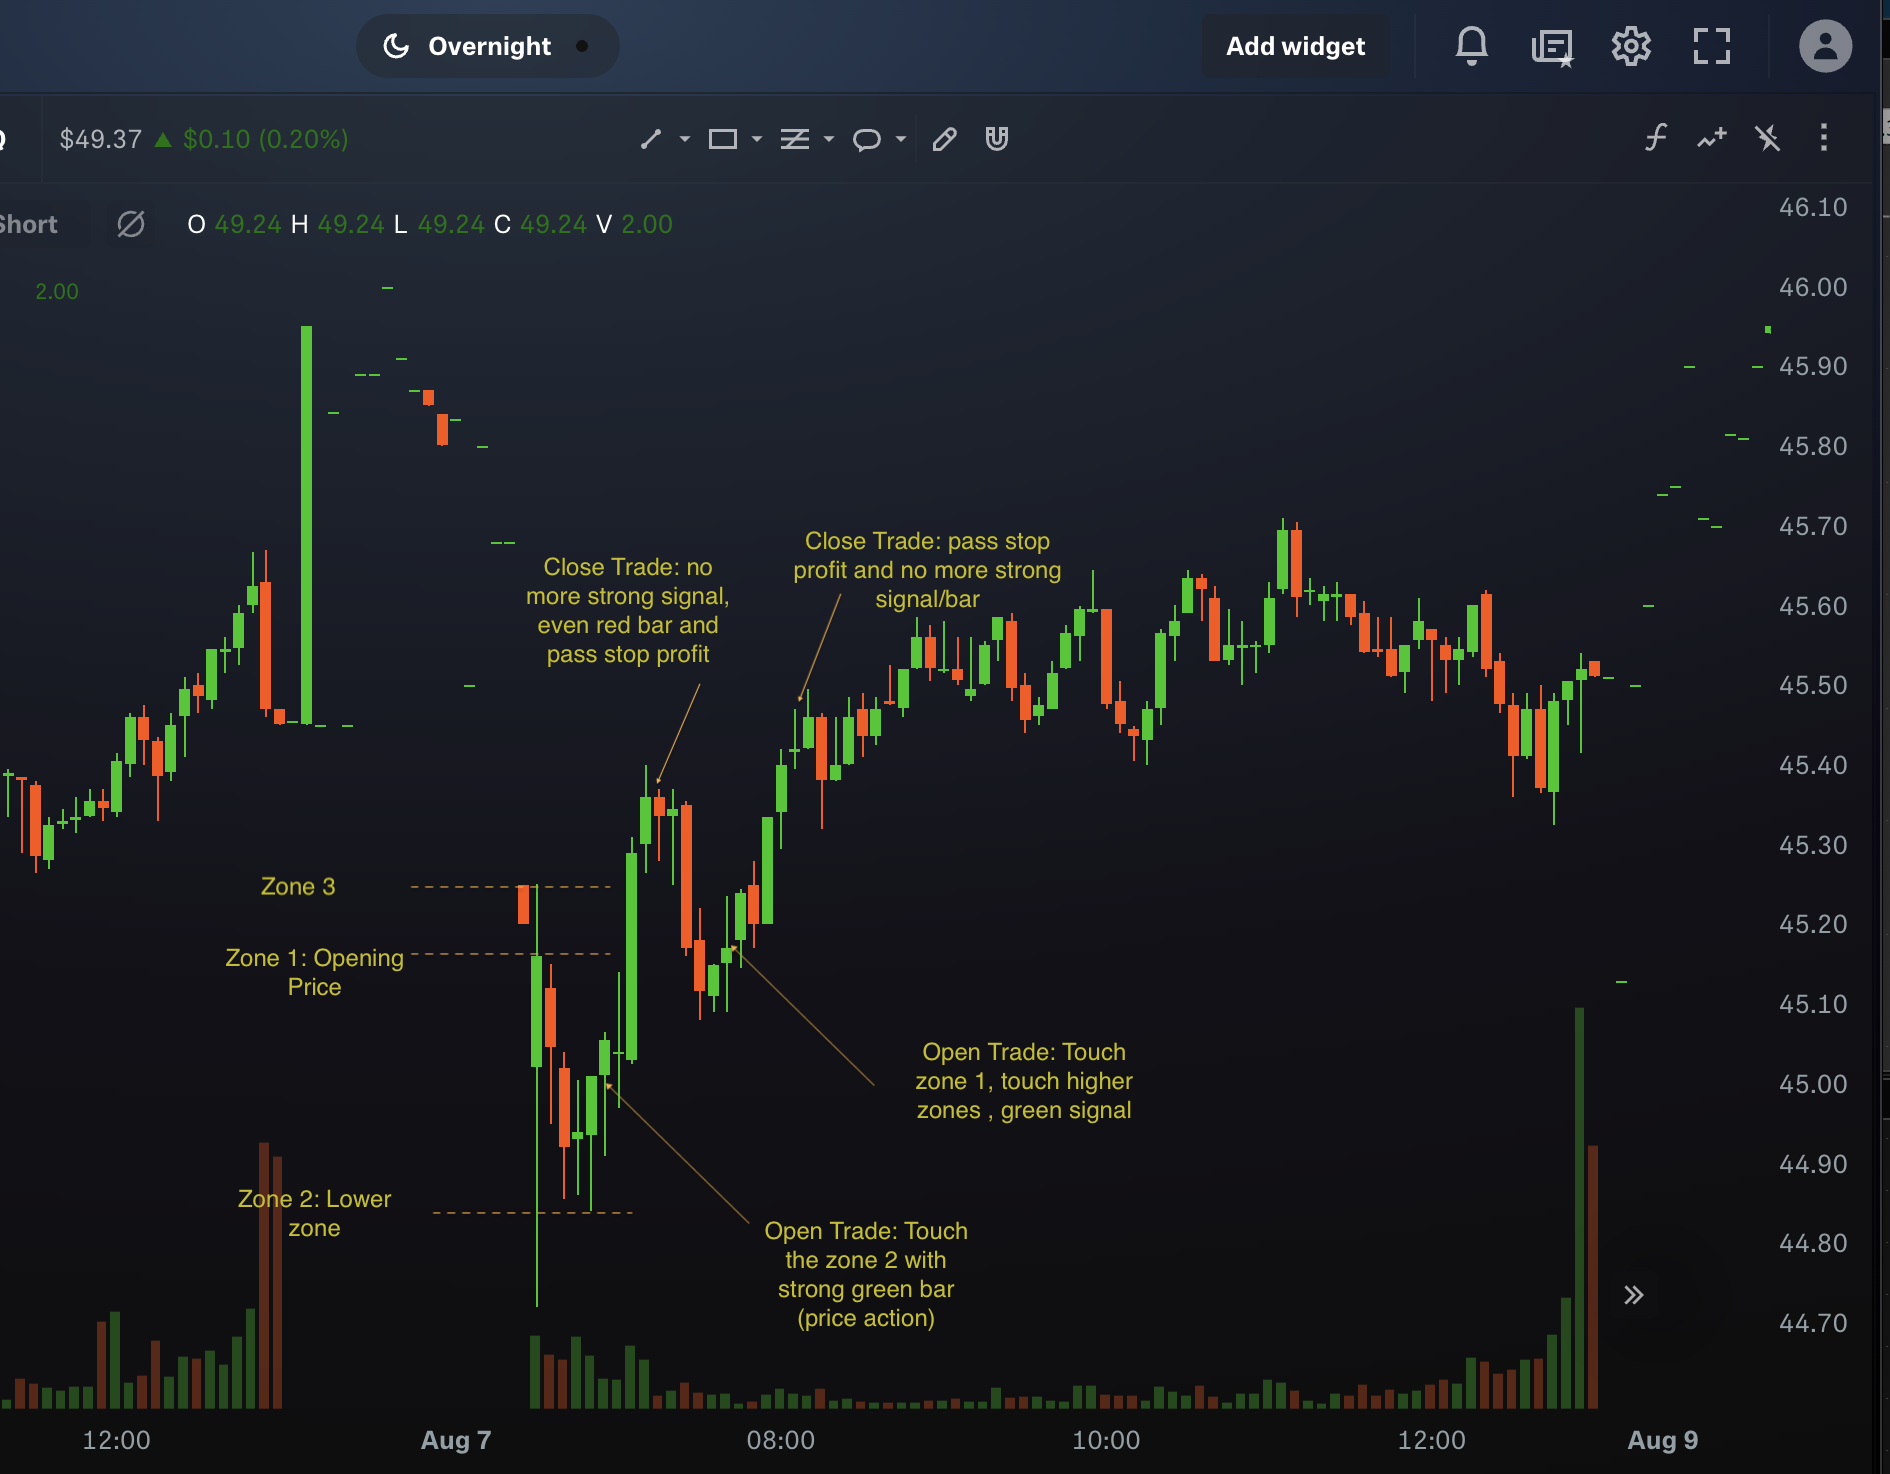 Overnight
Add widget
$49.37 ▲ $0.10 (0.20%)
Short
O 49.24 H 49.24 L 49.24 C 49.24 V 2.00
2.00
46.10
46.00
45.90
45.80
45.70
45.60
45.50
45.40
45.30
45.20
45.10
45.00
44.90
44.80
44.70
Close Trade: no
more strong signal,
even red bar and
pass stop profit
Close Trade: pass stop
profit and no more strong
signal/bar
Zone 3
Zone 1: Opening
Price
Zone 2: Lower
zone
Open Trade: Touch
zone 1, touch higher
zones , green signal
Open Trade: Touch
the zone 2 with
strong green bar
(price action)
12:00
Aug 7
08:00
10:00
12:00
Aug 9